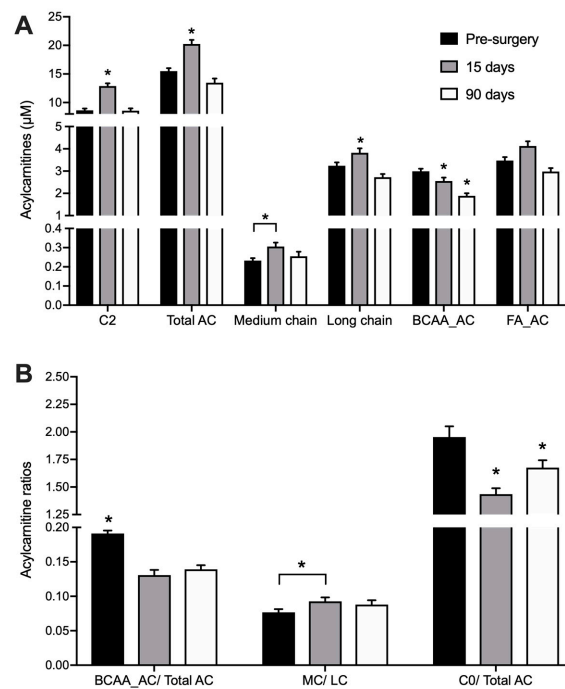 A
Acylcarnitines (µM)
25
20
15
10
5
4
3
2
1
0.4
0.3
0.2
0.1
0.0
* * * * * *
Pre-surgery
15 days
90 days
C2 Total AC Medium chain Long chain BCAA_AC FA_AC
B
Acylcarnitine ratios
2.50
2.25
2.00
1.75
1.50
1.25
0.20
0.15
0.10
0.05
0.00
* * * *
BCAA_AC/ Total AC MC/ LC C0/ Total AC